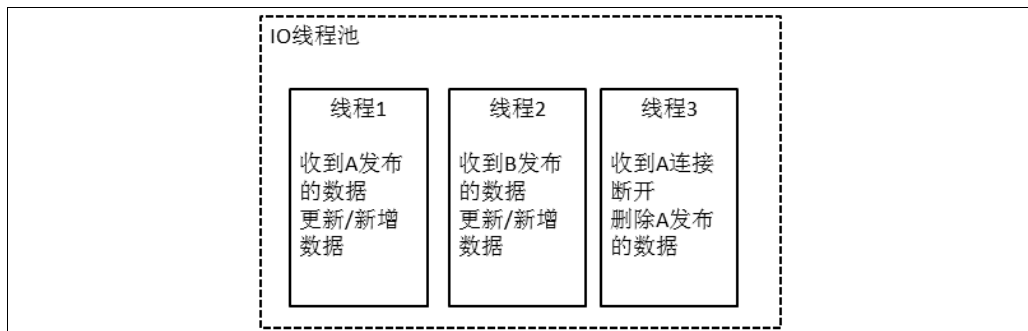 IO线程池
线程1
收到A发布
的数据
更新/新增
数据
线程2
收到B发布
的数据
更新/新增
数据
线程3
收到A连接
断开
删除A发布
的数据